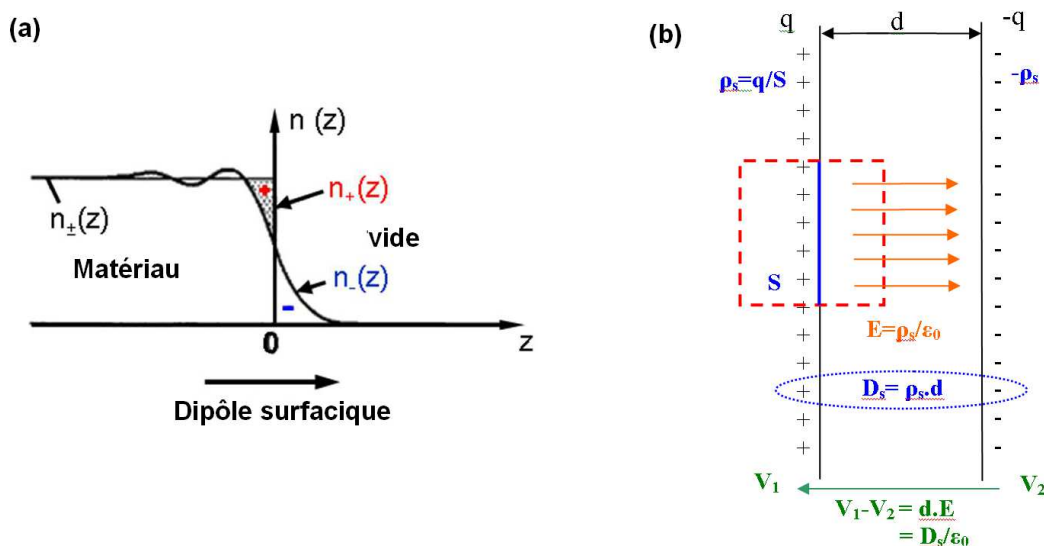 (a)
n (z)
+
n₊(z)
n±(z)
vide
Matériau
n₋(z)
-
0
z
Dipôle surfacique
(b)
q
d
-q
ρs=q/S
-ρs
S
E=ρs/ε0
Ds= ρs.d
V1
V2
V1-V2 = d.E
= Ds/ε0